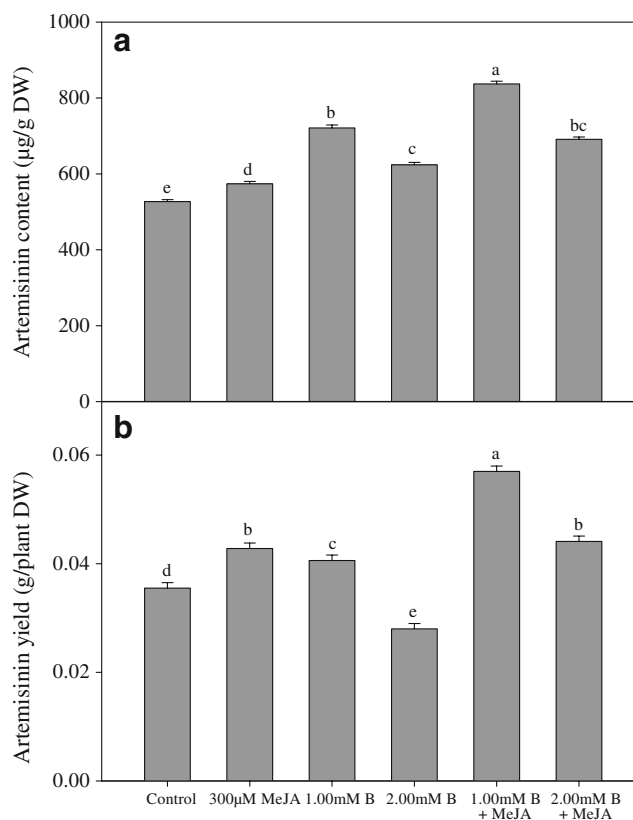 a
Artemisinin content (µg/g DW)
1000
800
600
400
200
0
e
d
b
c
a
bc
b
Artemisinin yield (g/plant DW)
0.06
0.04
0.02
0.00
d
b
c
e
a
b
Control
300µM MeJA
1.00mM B
2.00mM B
1.00mM B
+ MeJA
2.00mM B
+ MeJA